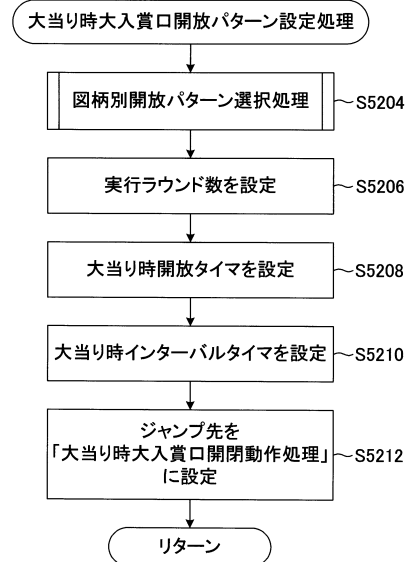 大当り時大入賞口開放パターン設定処理
図柄別開放パターン選択処理
S5204
実行ラウンド数を設定
S5206
大当り時開放タイマを設定
S5208
大当り時インターバルタイマを設定
S5210
ジャンプ先を
「大当り時大入賞口開閉動作処理」
に設定
S5212
リターン